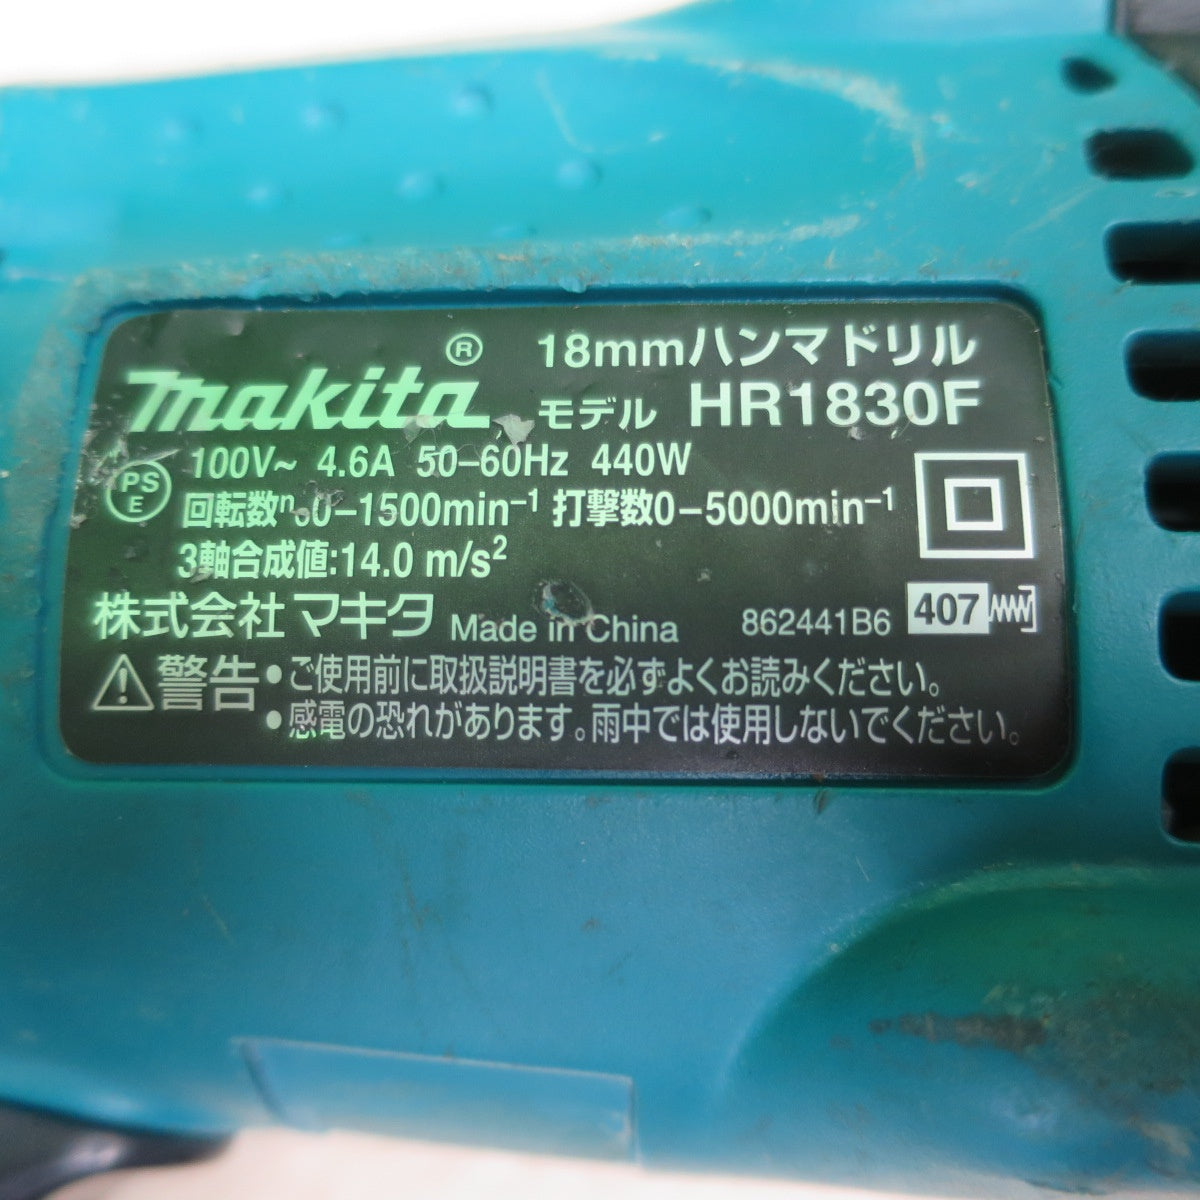 makita ®
18mmハンマドリル
モデル HR1830F
PS E
100V~ 4.6A 50-60Hz 440W
回転数n₀0-1500min⁻¹ 打撃数0-5000min⁻¹
3軸合成値:14.0 m/s²
株式会社マキタ Made in China 862441B6 407
警告 •ご使用前に取扱説明書を必ずよくお読みください。
•感電の恐れがあります。雨中では使用しないでください。